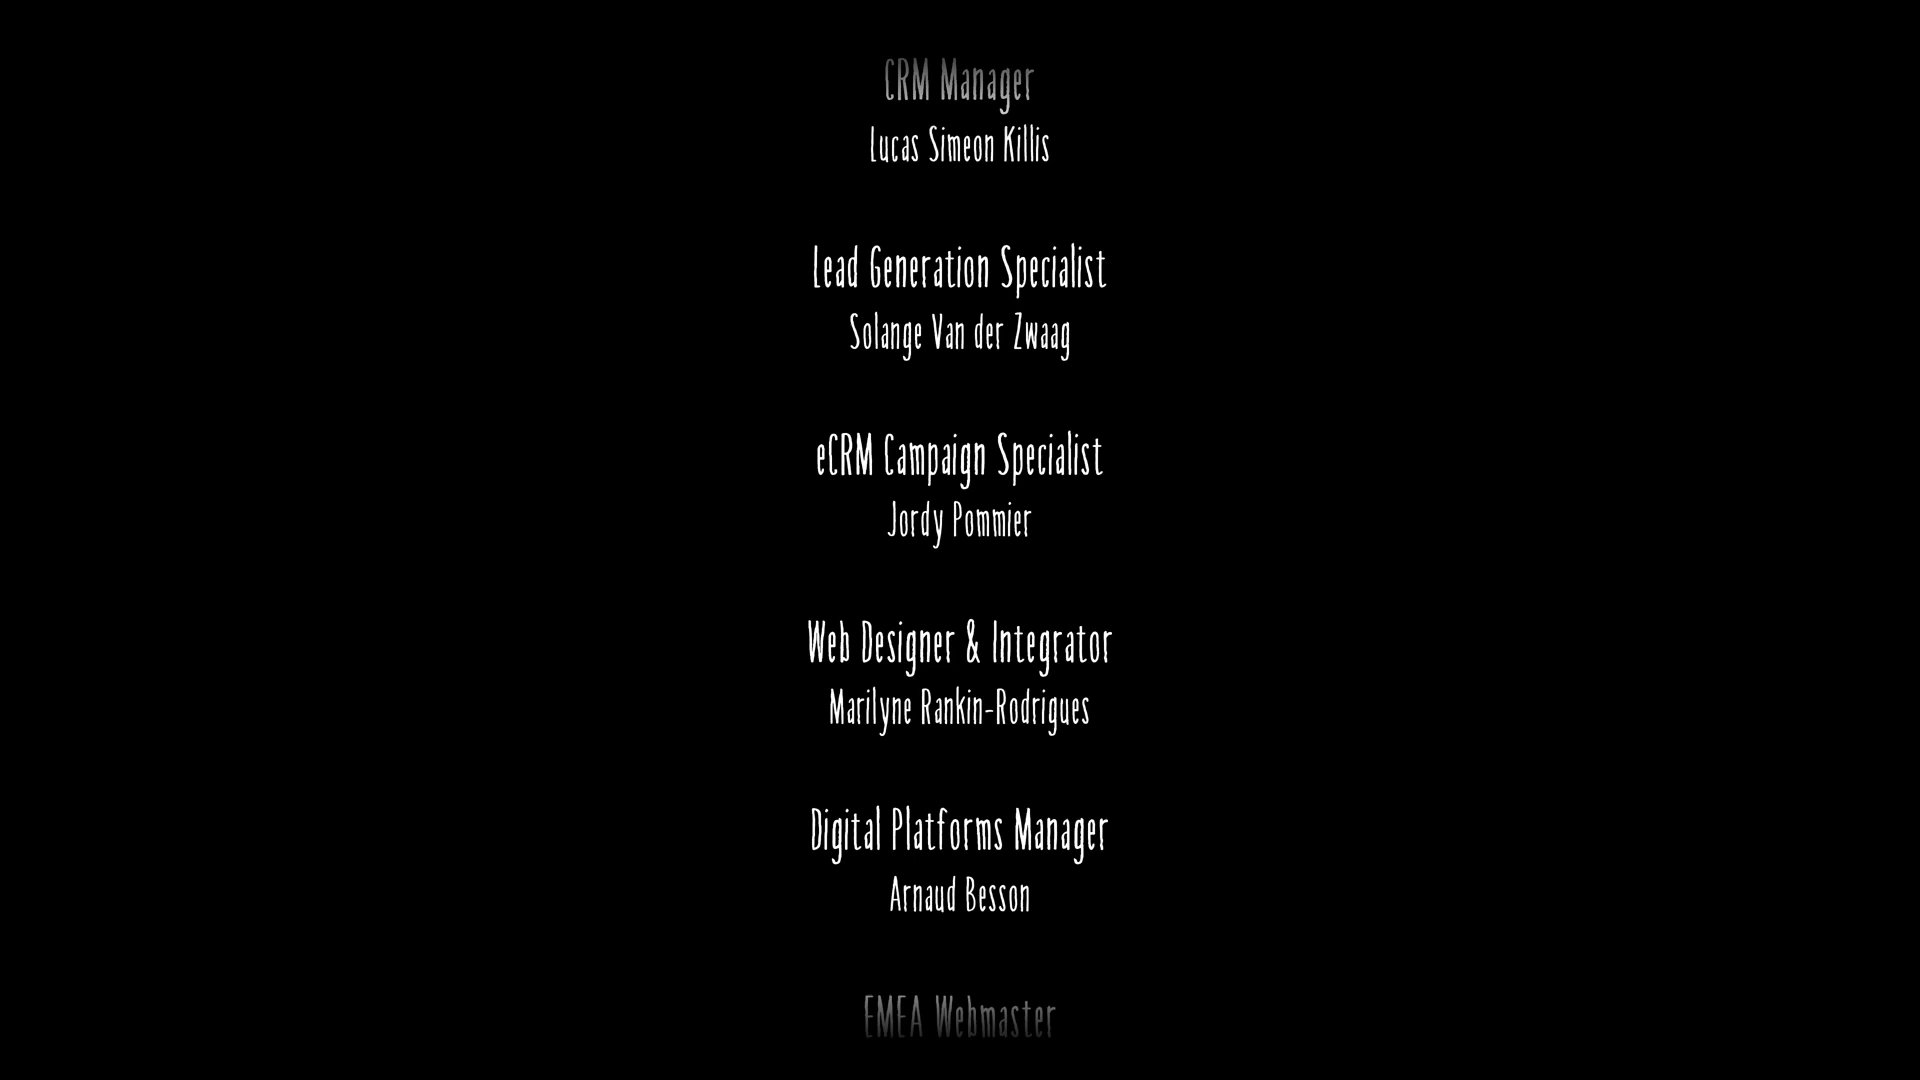 CRM Manager
Lucas Simeon Killis
Lead Generation Specialist
Solange Van der Zwaag
eCRM Campaign Specialist
Jordy Pommier
Web Designer & Integrator
Marilyne Rankin-Rodrigues
Digital Platforms Manager
Arnaud Besson
EMEA Webmaster